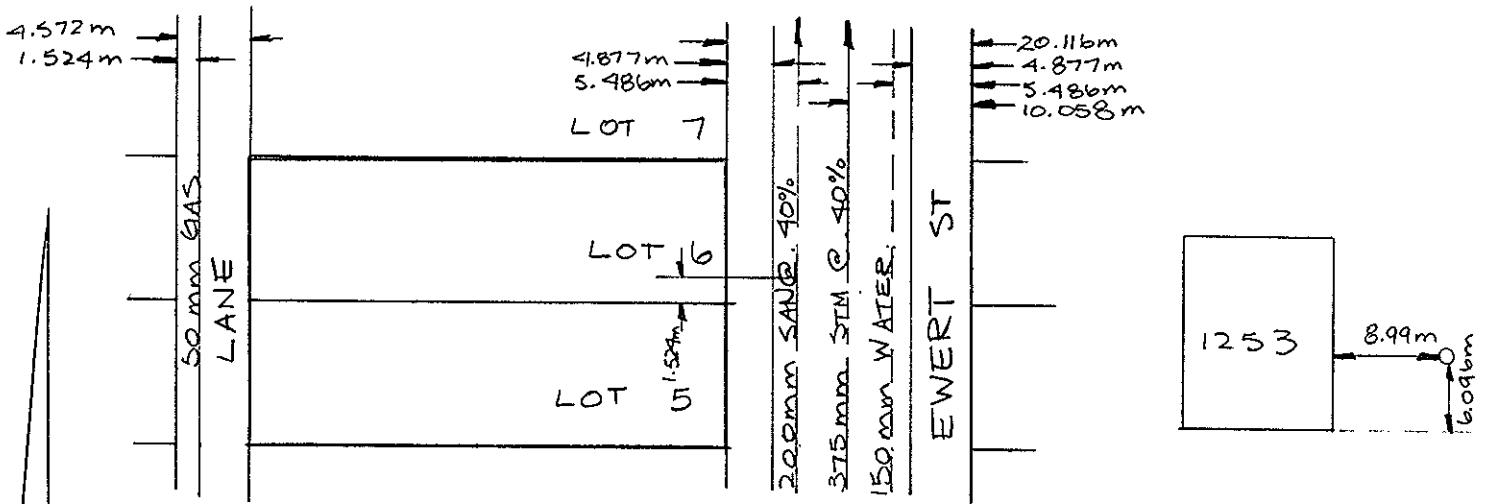 4.572m
1.524m
4.877m
5.486m
20.116m
4.877m
5.486m
10.058m
LOT 7
50mm GAS
LANE
LOT 6
1.524m
LOT 5
200mm SAN@.40%
375mm STM @.40%
150mm WATER
EWERT ST
1253
8.99m
6.096m